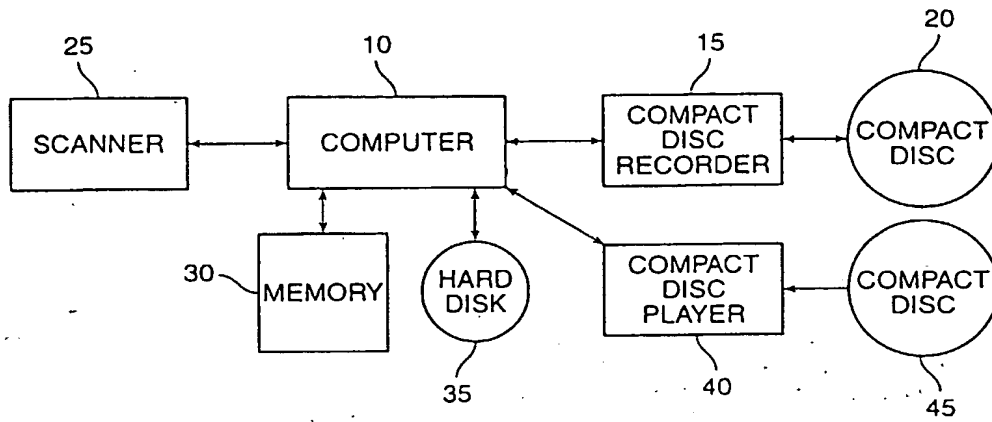 25
10
15
20
SCANNER
COMPUTER
COMPACT
DISC
RECORDER
COMPACT
DISC
30
MEMORY
HARD
DISK
COMPACT
DISC
PLAYER
COMPACT
DISC
35
40
45